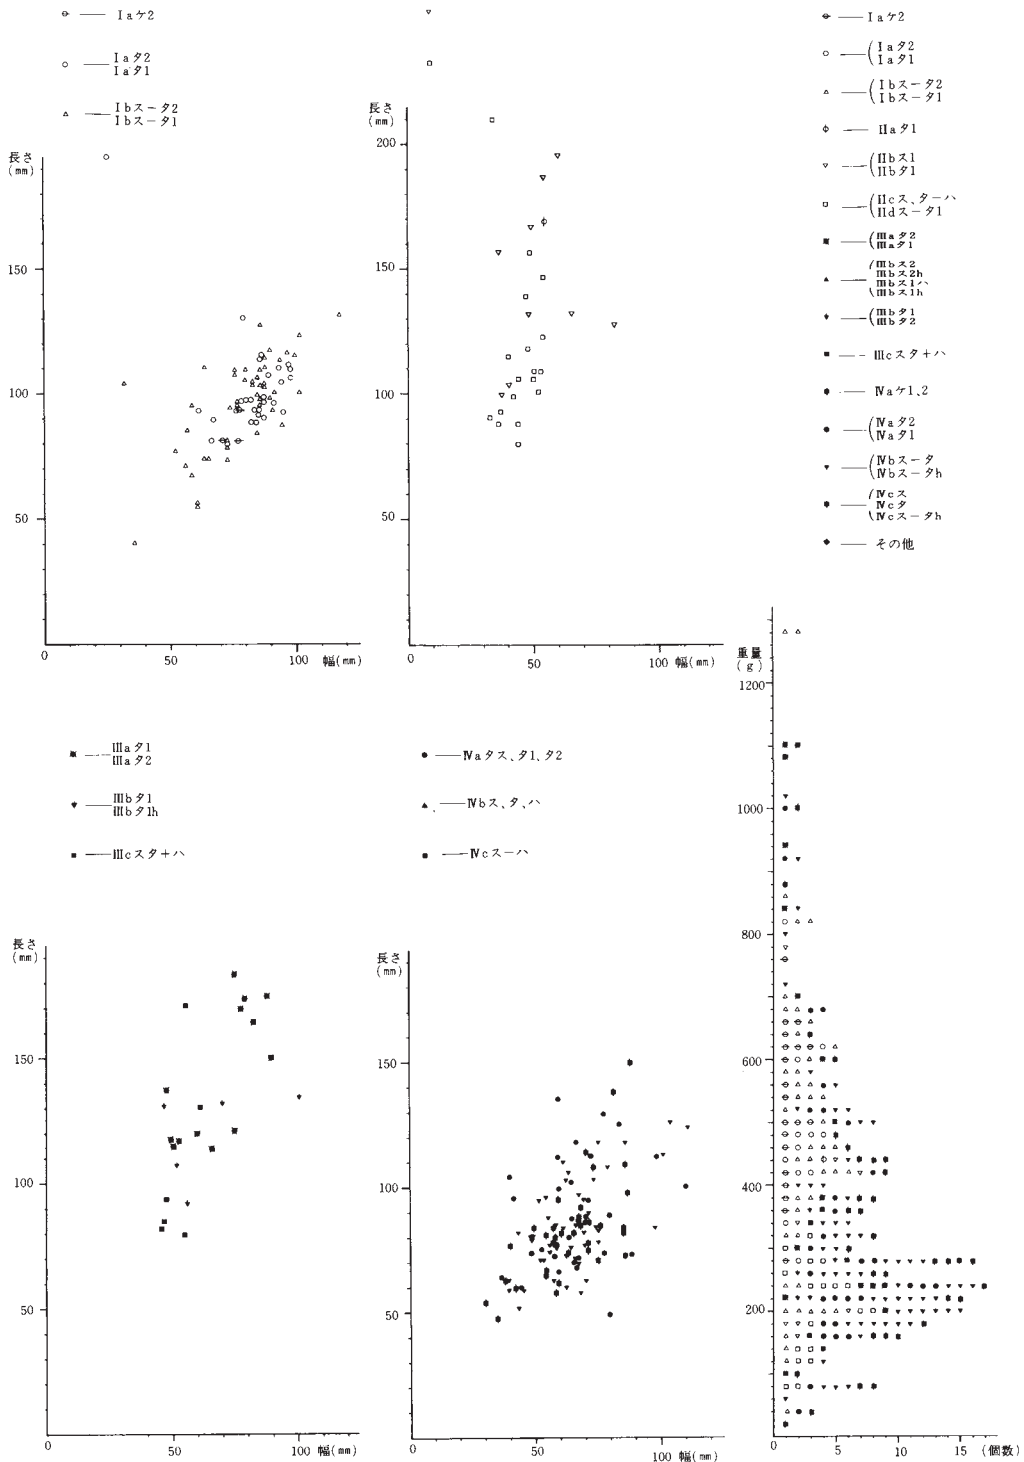 Ⅰaケ2
Ⅰaタ2
Ⅰaタ1
Ⅰbスータ2
Ⅰbスータ1
長さ
(mm)
150
100
50
0
50
100
幅(mm)
長さ
(mm)
200
150
100
50
0
50
100
幅(mm)
Ⅰaケ2
Ⅰaタ2
Ⅰaタ1
Ⅰbスータ2
Ⅰbスータ1
Ⅱaタ1
Ⅱbス1
Ⅱbタ1
Ⅱcス、ターハ
Ⅱdスータ1
Ⅲaタ2
Ⅲaタ1
Ⅲbス2
Ⅲbス2h
Ⅲbス1ハ
Ⅲbス1h
Ⅲbタ1
Ⅲbタ2
Ⅲcスタ+ハ
Ⅳaケ1,2
Ⅳaタ2
Ⅳaタ1
Ⅳbスータ
Ⅳbスータh
Ⅳcス
Ⅳcタ
Ⅳcスータh
その他
Ⅲaタ1
Ⅲaタ2
Ⅲbタ1
Ⅲbタ1h
Ⅲcスタ+ハ
長さ
(mm)
150
100
50
0
50
100
幅(mm)
Ⅳaタス、タ1、タ2
Ⅳbス、タ、ハ
Ⅳcスーハ
長さ
(mm)
150
100
50
0
50
100
幅(mm)
重量
(g)
1200
1000
800
600
400
200
0
5
10
15
(個数)